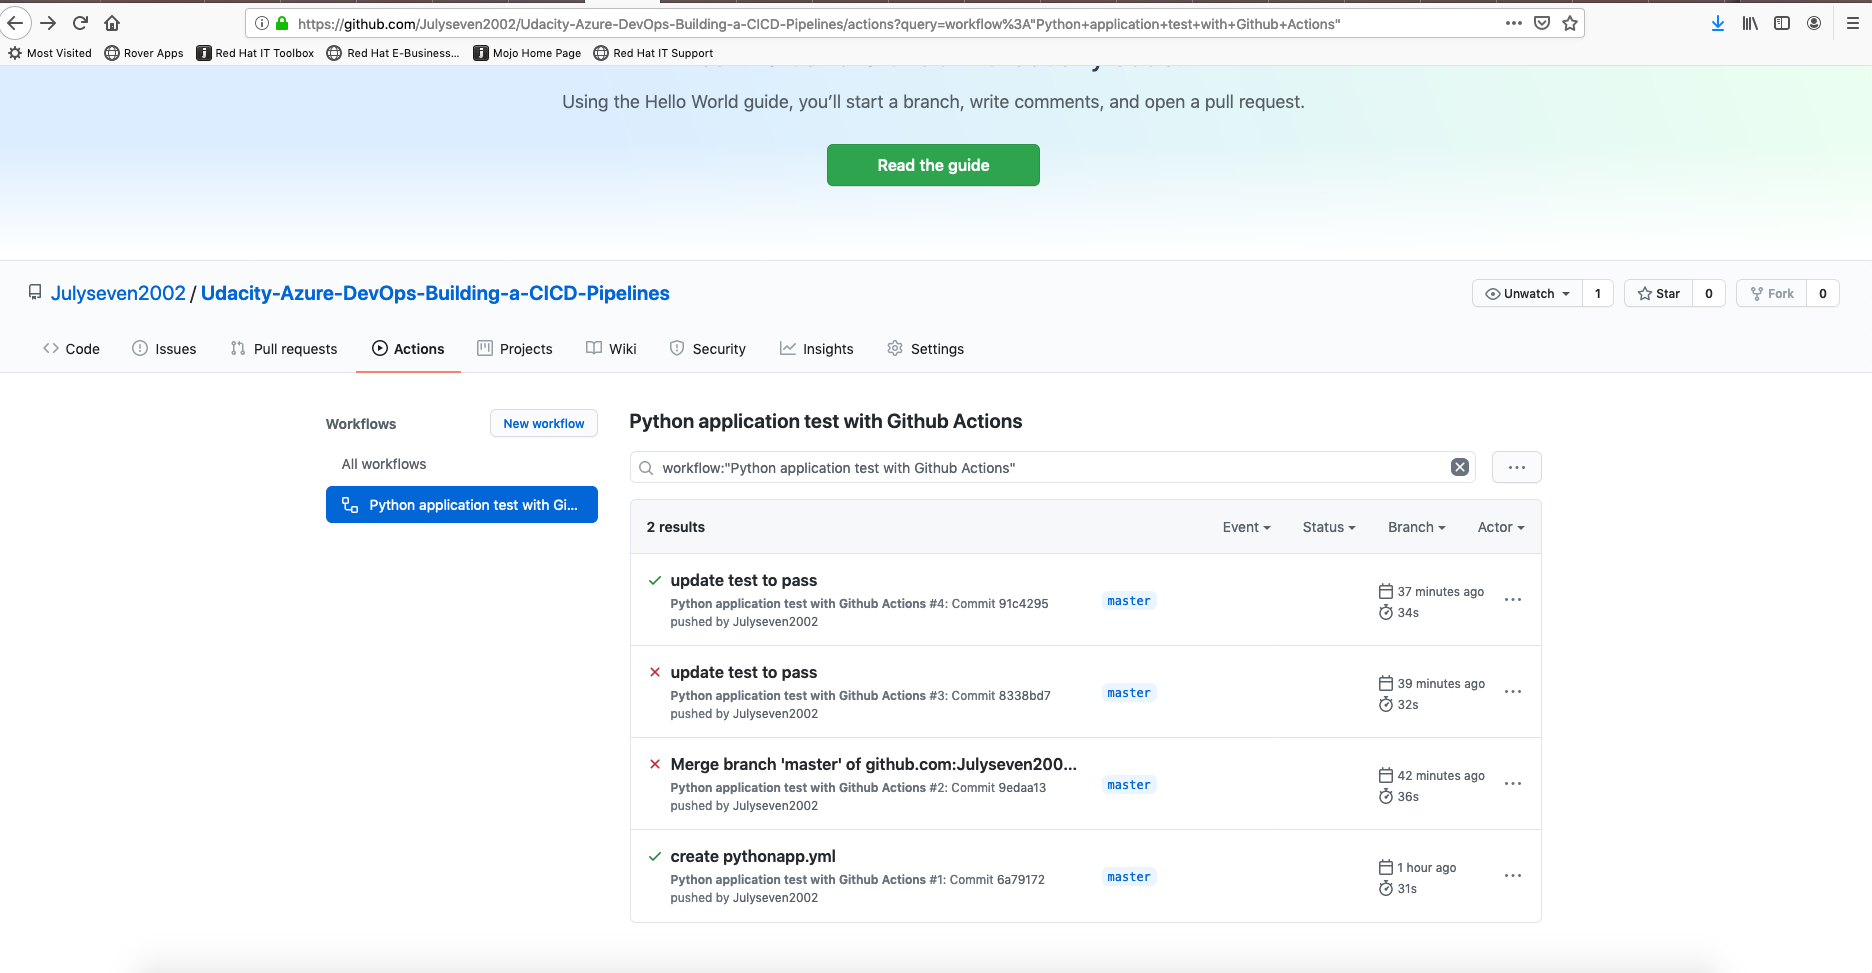 https://github.com/Julyseven2002/Udacity-Azure-DevOps-Building-a-CICD-Pipelines/actions?query=workflow%3A"Python+application+test+with+Github+Actions"
Most Visited Rover Apps Red Hat IT Toolbox Red Hat E-Business... Mojo Home Page Red Hat IT Support
Using the Hello World guide, you’ll start a branch, write comments, and open a pull request.
Read the guide
Julyseven2002 / Udacity-Azure-DevOps-Building-a-CICD-Pipelines
Unwatch 1 Star 0 Fork 0
Code Issues Pull requests Actions Projects Wiki Security Insights Settings
Workflows
New workflow
All workflows
Python application test with Gi...
Python application test with Github Actions
workflow:"Python application test with Github Actions"
2 results
Event Status Branch Actor
update test to pass
Python application test with Github Actions #4: Commit 91c4295
pushed by Julyseven2002
master
37 minutes ago
34s
update test to pass
Python application test with Github Actions #3: Commit 8338bd7
pushed by Julyseven2002
master
39 minutes ago
32s
Merge branch 'master' of github.com:Julyseven200...
Python application test with Github Actions #2: Commit 9edaa13
pushed by Julyseven2002
master
42 minutes ago
36s
create pythonapp.yml
Python application test with Github Actions #1: Commit 6a79172
pushed by Julyseven2002
master
1 hour ago
31s